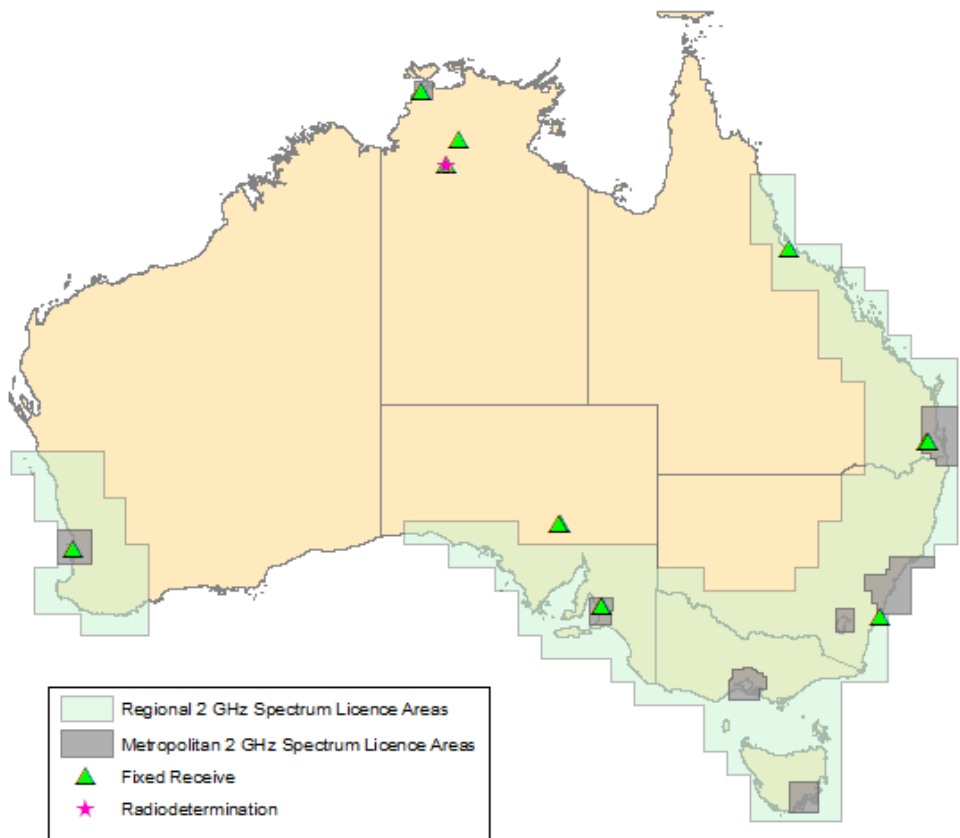 Regional 2 GHz Spectrum Licence Areas
Metropolitan 2 GHz Spectrum Licence Areas
Fixed Receive
Radiodetermination